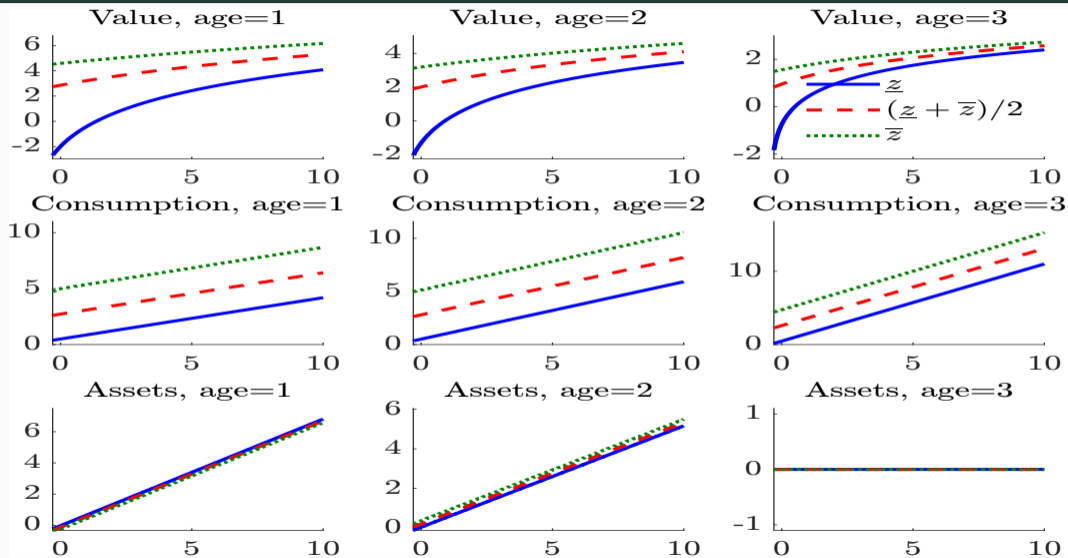 Value, age=1
6
4
2
0
-2
0 5 10
Value, age=2
4
2
0
-2
0 5 10
Value, age=3
2
0
-2
0 5 10
z
(z + z̅)/2
z̅
Consumption, age=1
10
5
0
0 5 10
Consumption, age=2
10
5
0
0 5 10
Consumption, age=3
10
0
0 5 10
Assets, age=1
6
4
2
0
0 5 10
Assets, age=2
6
4
2
0
0 5 10
Assets, age=3
1
0
-1
0 5 10